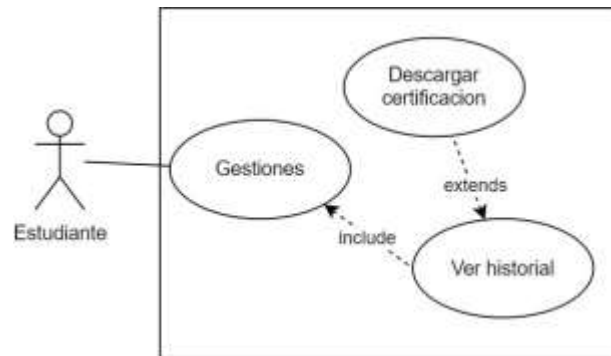 Descargar
certificacion
Gestiones
extends
Estudiante
include
Ver historial